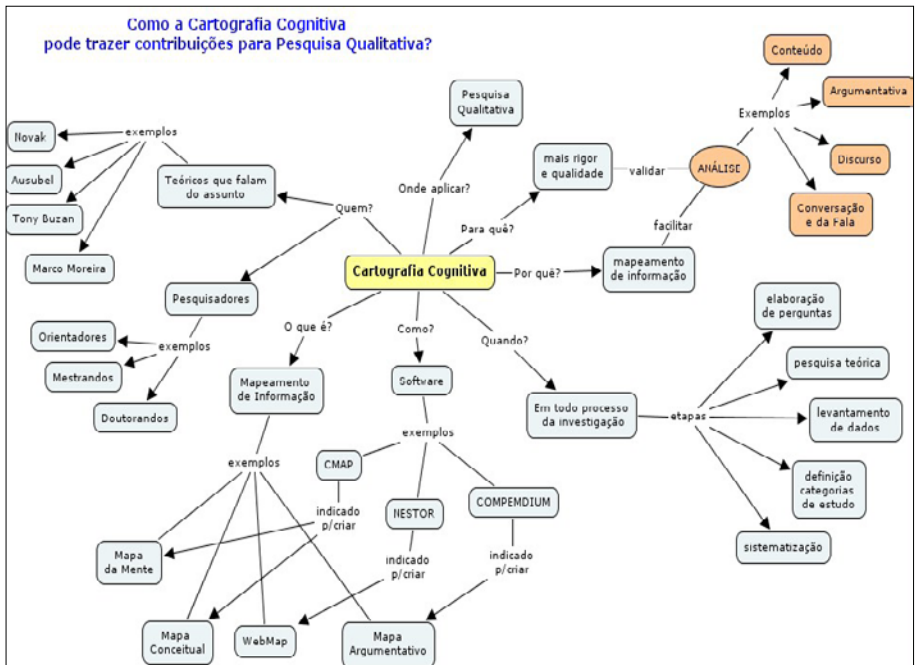 Como a Cartografia Cognitiva
pode trazer contribuições para Pesquisa Qualitativa?
Conteúdo
Argumentativa
Exemplos
Discurso
Conversação
e da Fala
ANÁLISE
validar
facilitar
mais rigor
e qualidade
mapeamento
de informação
Pesquisa
Qualitativa
Onde aplicar?
Para quê?
Por quê?
Novak
Ausubel
Tony Buzan
Marco Moreira
exemplos
Teóricos que falam
do assunto
Quem?
Cartografia Cognitiva
Pesquisadores
exemplos
Orientadores
Mestrandos
Doutorandos
O que é?
Mapeamento
de Informação
exemplos
Como?
Software
exemplos
CMAP
indicado
p/criar
NESTOR
indicado
p/criar
COMPEMDIUM
indicado
p/criar
Mapa
da Mente
Mapa
Conceitual
WebMap
Mapa
Argumentativo
Quando?
Em todo processo
da investigação
etapas
elaboração
de perguntas
pesquisa teórica
levantamento
de dados
definição
categorias
de estudo
sistematização